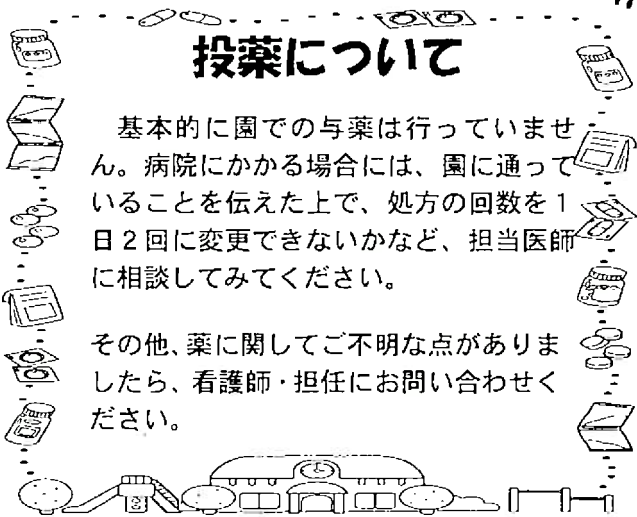 投薬について
基本的に園での与薬は行っていませ
ん。病院にかかる場合には、園に通って
いることを伝えた上で、処方の回数を1
日2回に変更できないかなど、担当医師
に相談してみてください。
その他、薬に関してご不明な点がありま
したら、看護師・担任にお問い合わせく
ださい。